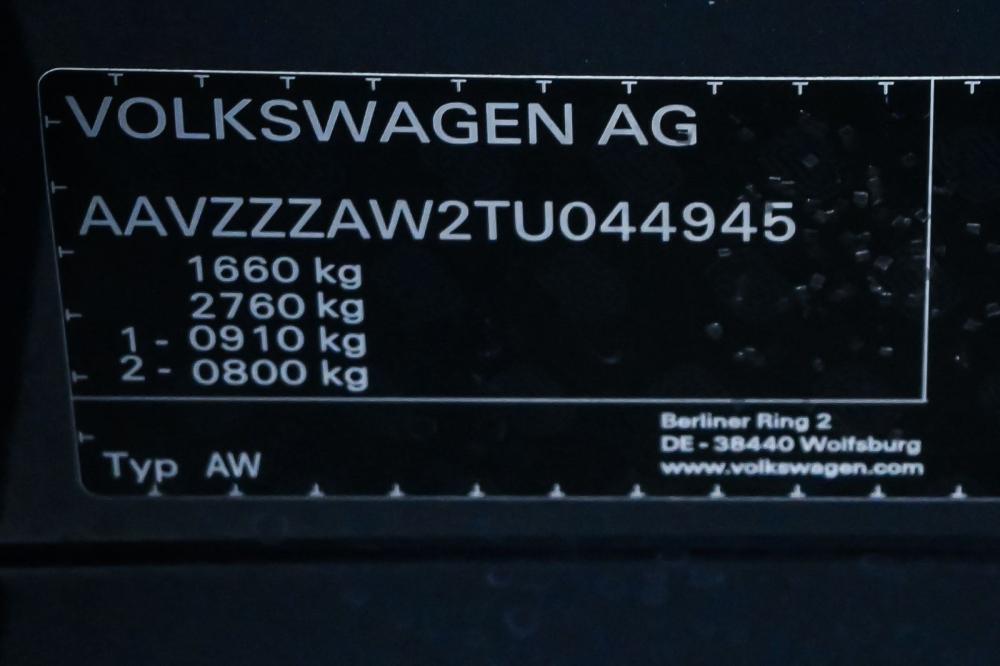 VOLKSWAGEN AG
AAVZZZAW2TU044945
1660 kg
2760 kg
1 - 0910 kg
2 - 0800 kg
Berliner Ring 2
DE - 38440 Wolfsburg
www.volkswagen.com
Typ AW